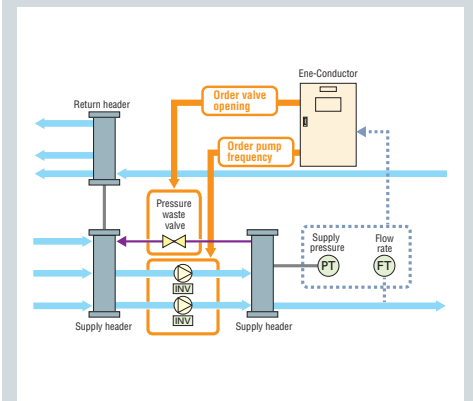 Ene-Conductor
Order valve
opening
Return header
Order pump
frequency
Pressure
waste
valve
Supply
pressure
Flow
rate
PT
FT
INV
INV
Supply header
Supply header